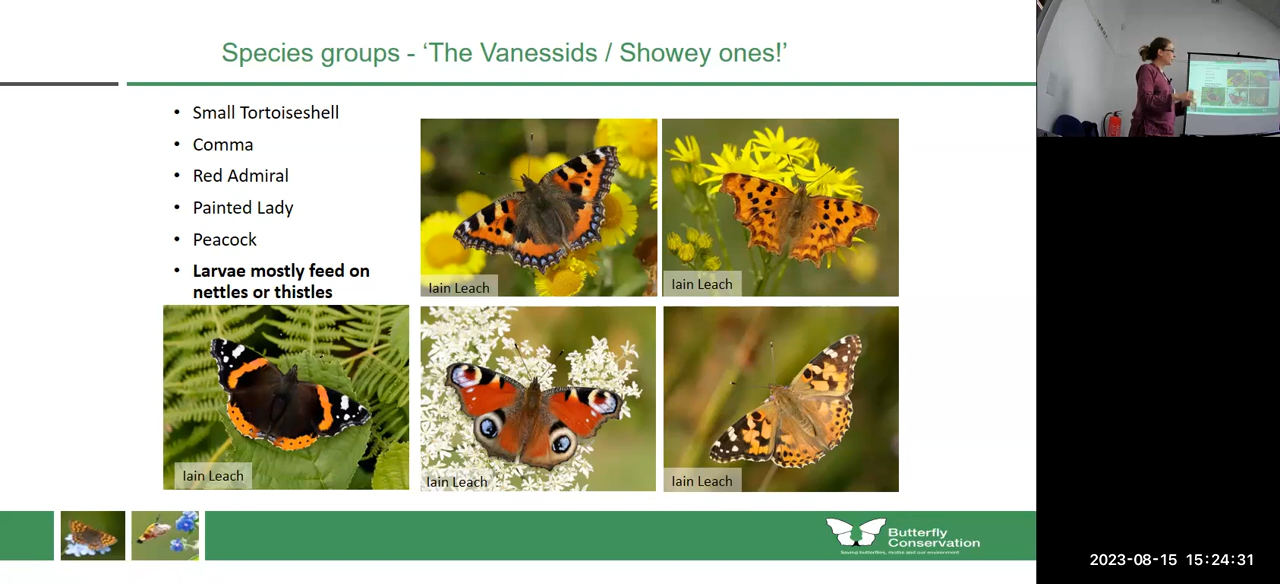 Species groups - ‘The Vanessids / Showey ones!’
• Small Tortoiseshell
• Comma
• Red Admiral
• Painted Lady
• Peacock
• Larvae mostly feed on
nettles or thistles
Iain Leach
Iain Leach
Iain Leach
Iain Leach
Iain Leach
Butterfly
Conservation
Saving butterflies, moths and our environment
2023-08-15 15:24:31